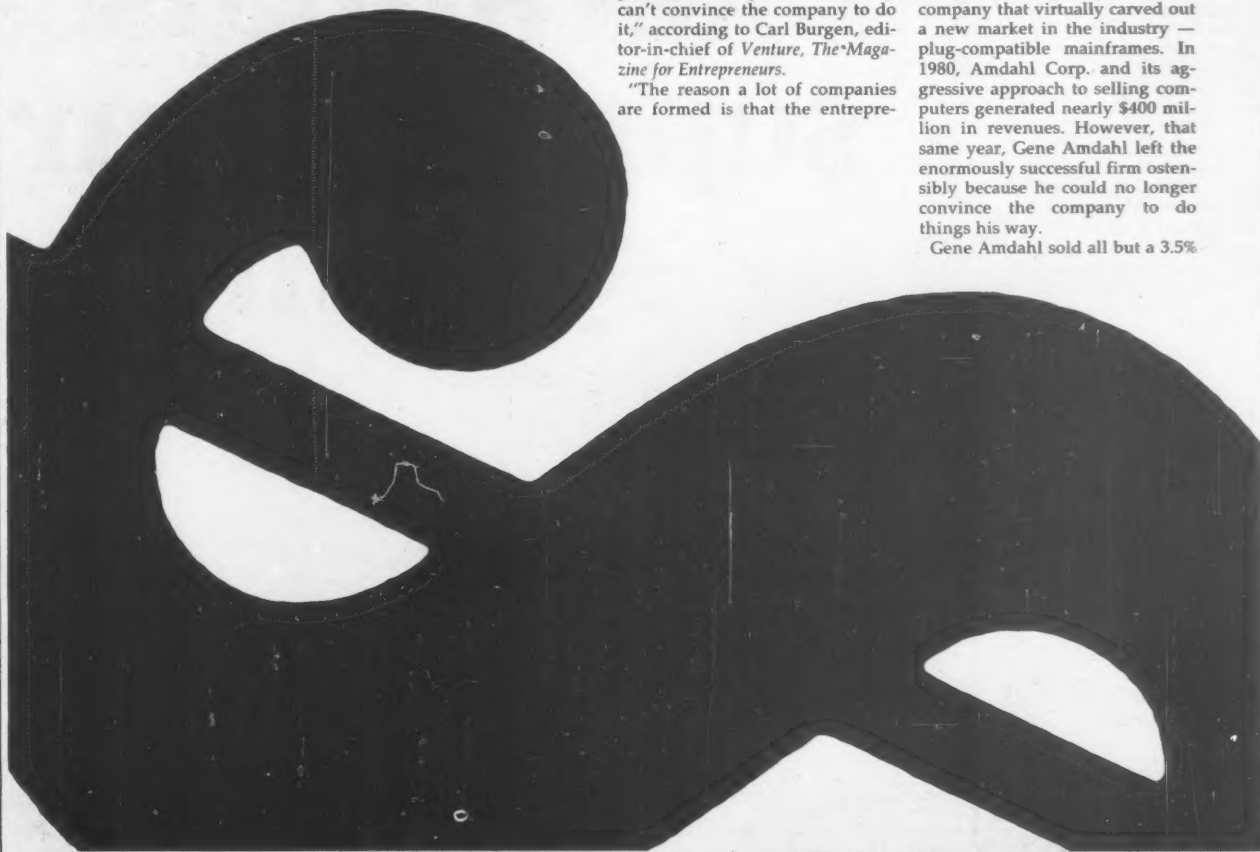 can't convince the company to do
it," according to Carl Burgen, edi-
tor-in-chief of Venture, The Maga-
zine for Entrepreneurs.
"The reason a lot of companies
are formed is that the entrepre-
company that virtually carved out
a new market in the industry —
plug-compatible mainframes. In
1980, Amdahl Corp. and its ag-
gressive approach to selling com-
puters generated nearly $400 mil-
lion in revenues. However, that
same year, Gene Amdahl left the
enormously successful firm osten-
sibly because he could no longer
convince the company to do
things his way.
Gene Amdahl sold all but a 3.5%